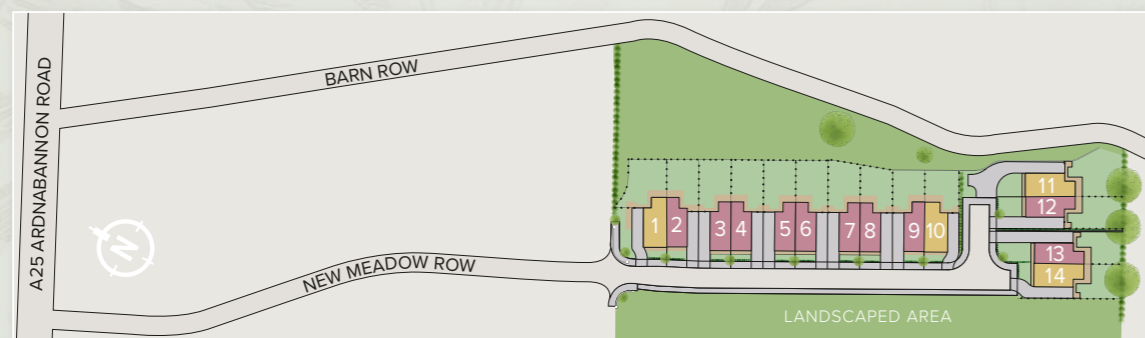 A25 ARDNABANNON ROAD
BARN ROW
NEW MEADOW ROW
N
1 2 3 4 5 6 7 8 9 10
11
12
13
14
LANDSCAPED AREA